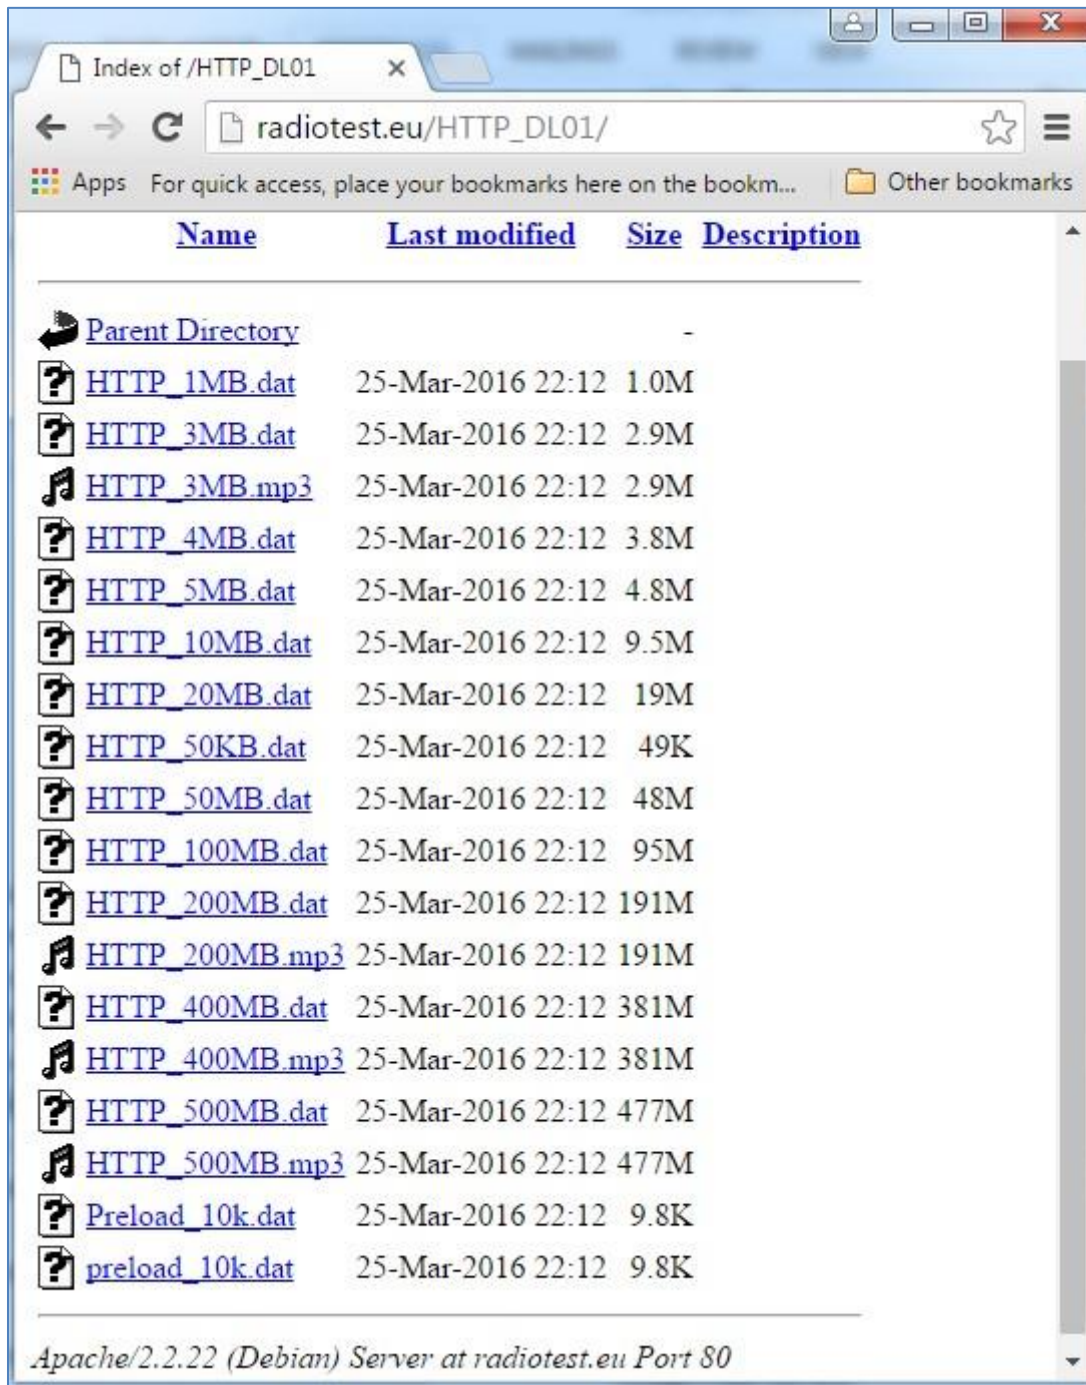 Index of /HTTP_DL01
radiotest.eu/HTTP_DL01/
Apps For quick access, place your bookmarks here on the bookm... Other bookmarks
Name Last modified Size Description
Parent Directory -
HTTP_1MB.dat 25-Mar-2016 22:12 1.0M
HTTP_3MB.dat 25-Mar-2016 22:12 2.9M
HTTP_3MB.mp3 25-Mar-2016 22:12 2.9M
HTTP_4MB.dat 25-Mar-2016 22:12 3.8M
HTTP_5MB.dat 25-Mar-2016 22:12 4.8M
HTTP_10MB.dat 25-Mar-2016 22:12 9.5M
HTTP_20MB.dat 25-Mar-2016 22:12 19M
HTTP_50KB.dat 25-Mar-2016 22:12 49K
HTTP_50MB.dat 25-Mar-2016 22:12 48M
HTTP_100MB.dat 25-Mar-2016 22:12 95M
HTTP_200MB.dat 25-Mar-2016 22:12 191M
HTTP_200MB.mp3 25-Mar-2016 22:12 191M
HTTP_400MB.dat 25-Mar-2016 22:12 381M
HTTP_400MB.mp3 25-Mar-2016 22:12 381M
HTTP_500MB.dat 25-Mar-2016 22:12 477M
HTTP_500MB.mp3 25-Mar-2016 22:12 477M
Preload_10k.dat 25-Mar-2016 22:12 9.8K
preload_10k.dat 25-Mar-2016 22:12 9.8K
Apache/2.2.22 (Debian) Server at radiotest.eu Port 80